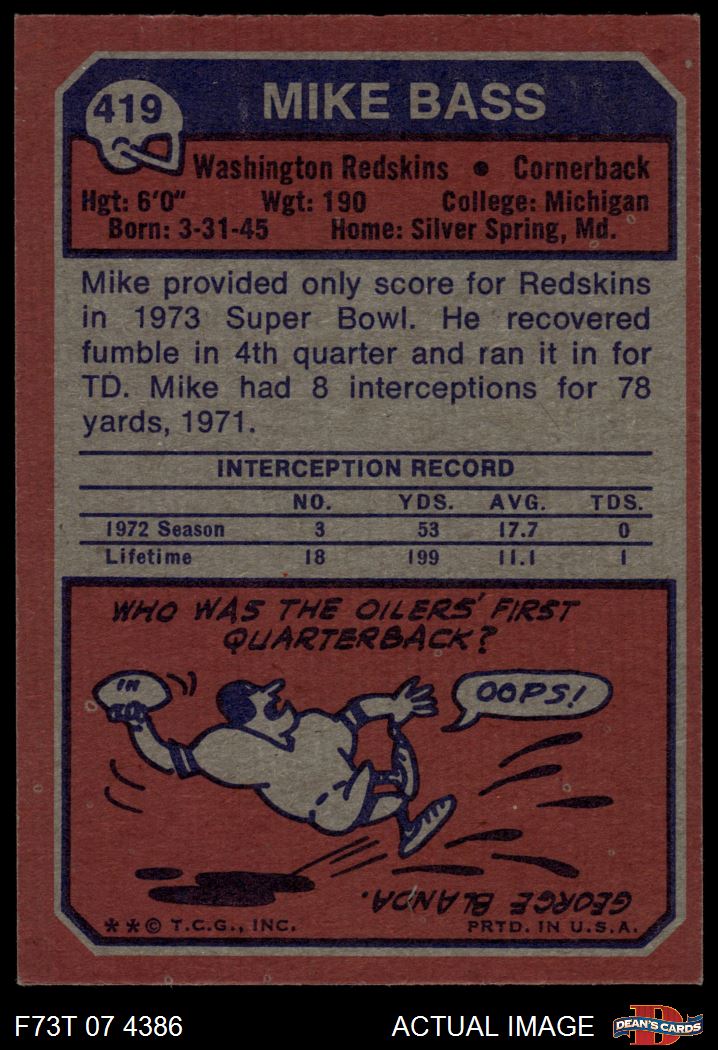 419
MIKE BASS
Washington Redskins • Cornerback
Hgt: 6'0" Wgt: 190 College: Michigan
Born: 3-31-45 Home: Silver Spring, Md.
Mike provided only score for Redskins
in 1973 Super Bowl. He recovered
fumble in 4th quarter and ran it in for
TD. Mike had 8 interceptions for 78
yards, 1971.
INTERCEPTION RECORD
NO. YDS. AVG. TDS.
1972 Season 3 53 17.7 0
Lifetime 18 199 11.1 1
WHO WAS THE OILERS' FIRST
QUARTERBACK?
IN
OOPS!
GEORGE BLANDA.
**© T.C.G., INC. PRTD. IN U.S.A.
F73T 07 4386 ACTUAL IMAGE
D
DEAN'S CARDS